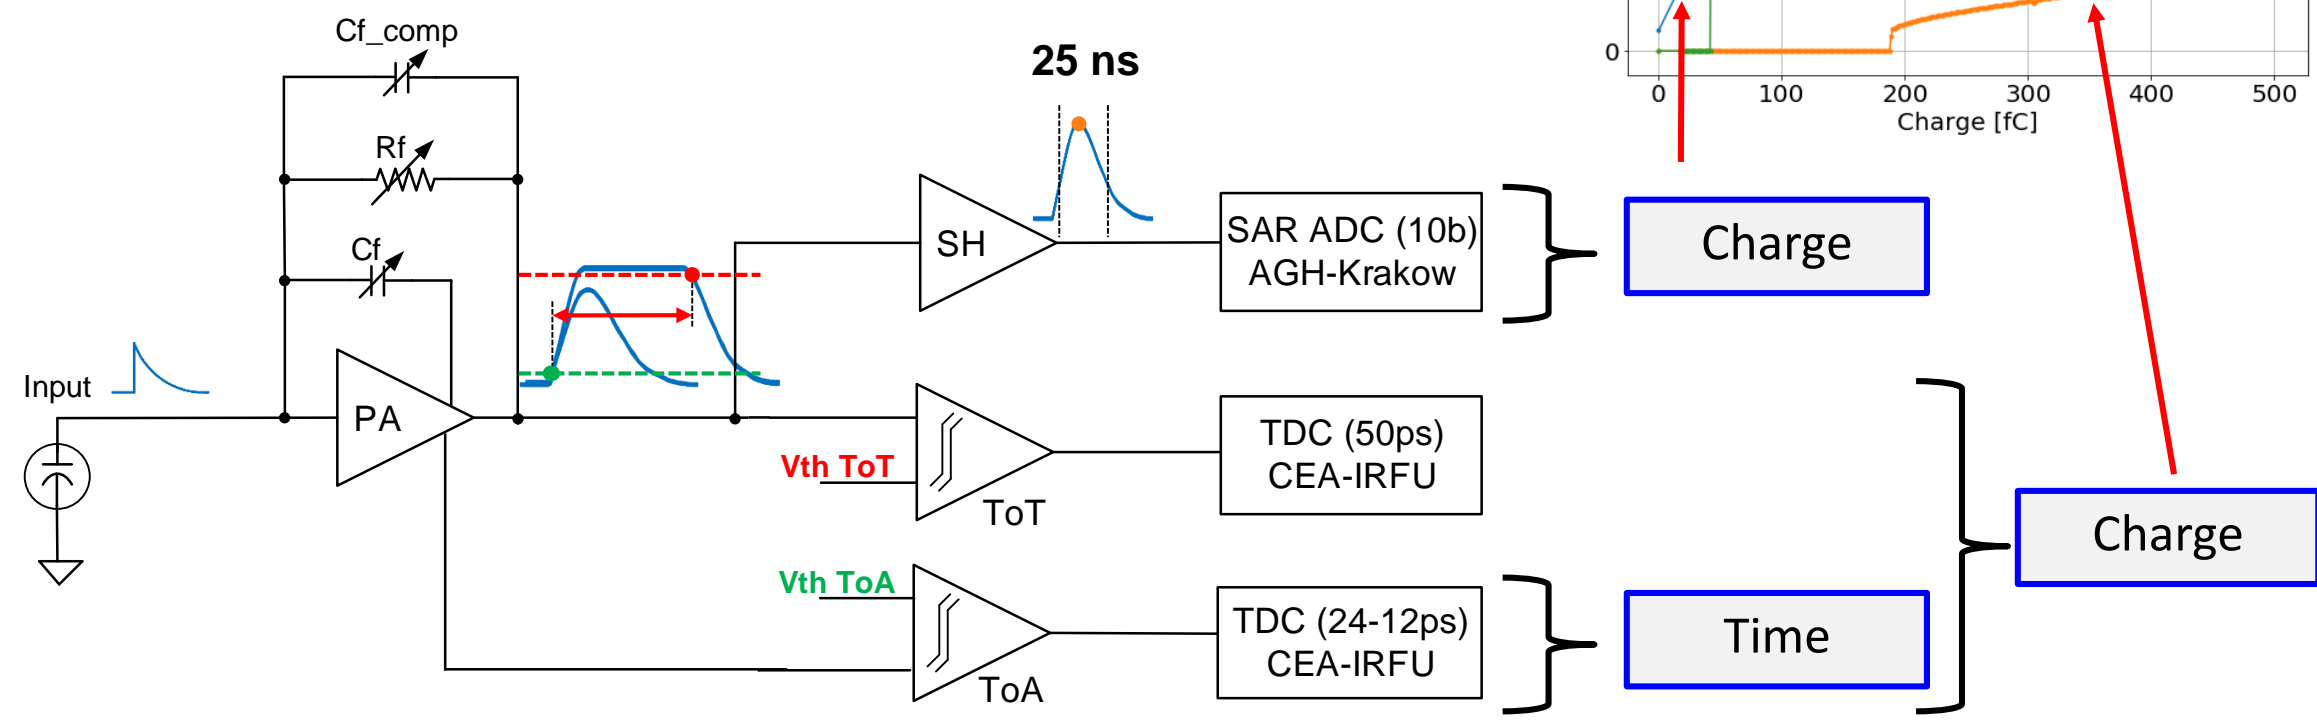 Cf_comp
Rf
Cf
Input
PA
25 ns
SH
SAR ADC (10b)
AGH-Krakow
Vth ToT
ToT
TDC (50ps)
CEA-IRFU
Vth ToA
ToA
TDC (24-12ps)
CEA-IRFU
0
0 100 200 300 400 500
Charge [fC]
Charge
Charge
Time